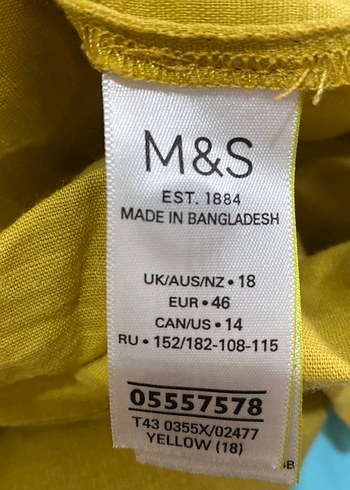 M&S
EST. 1884
MADE IN BANGLADESH
UK/AUS/NZ • 18
EUR • 46
CAN/US • 14
RU • 152/182-108-115
05557578
T43 0355X/02477
YELLOW (18)